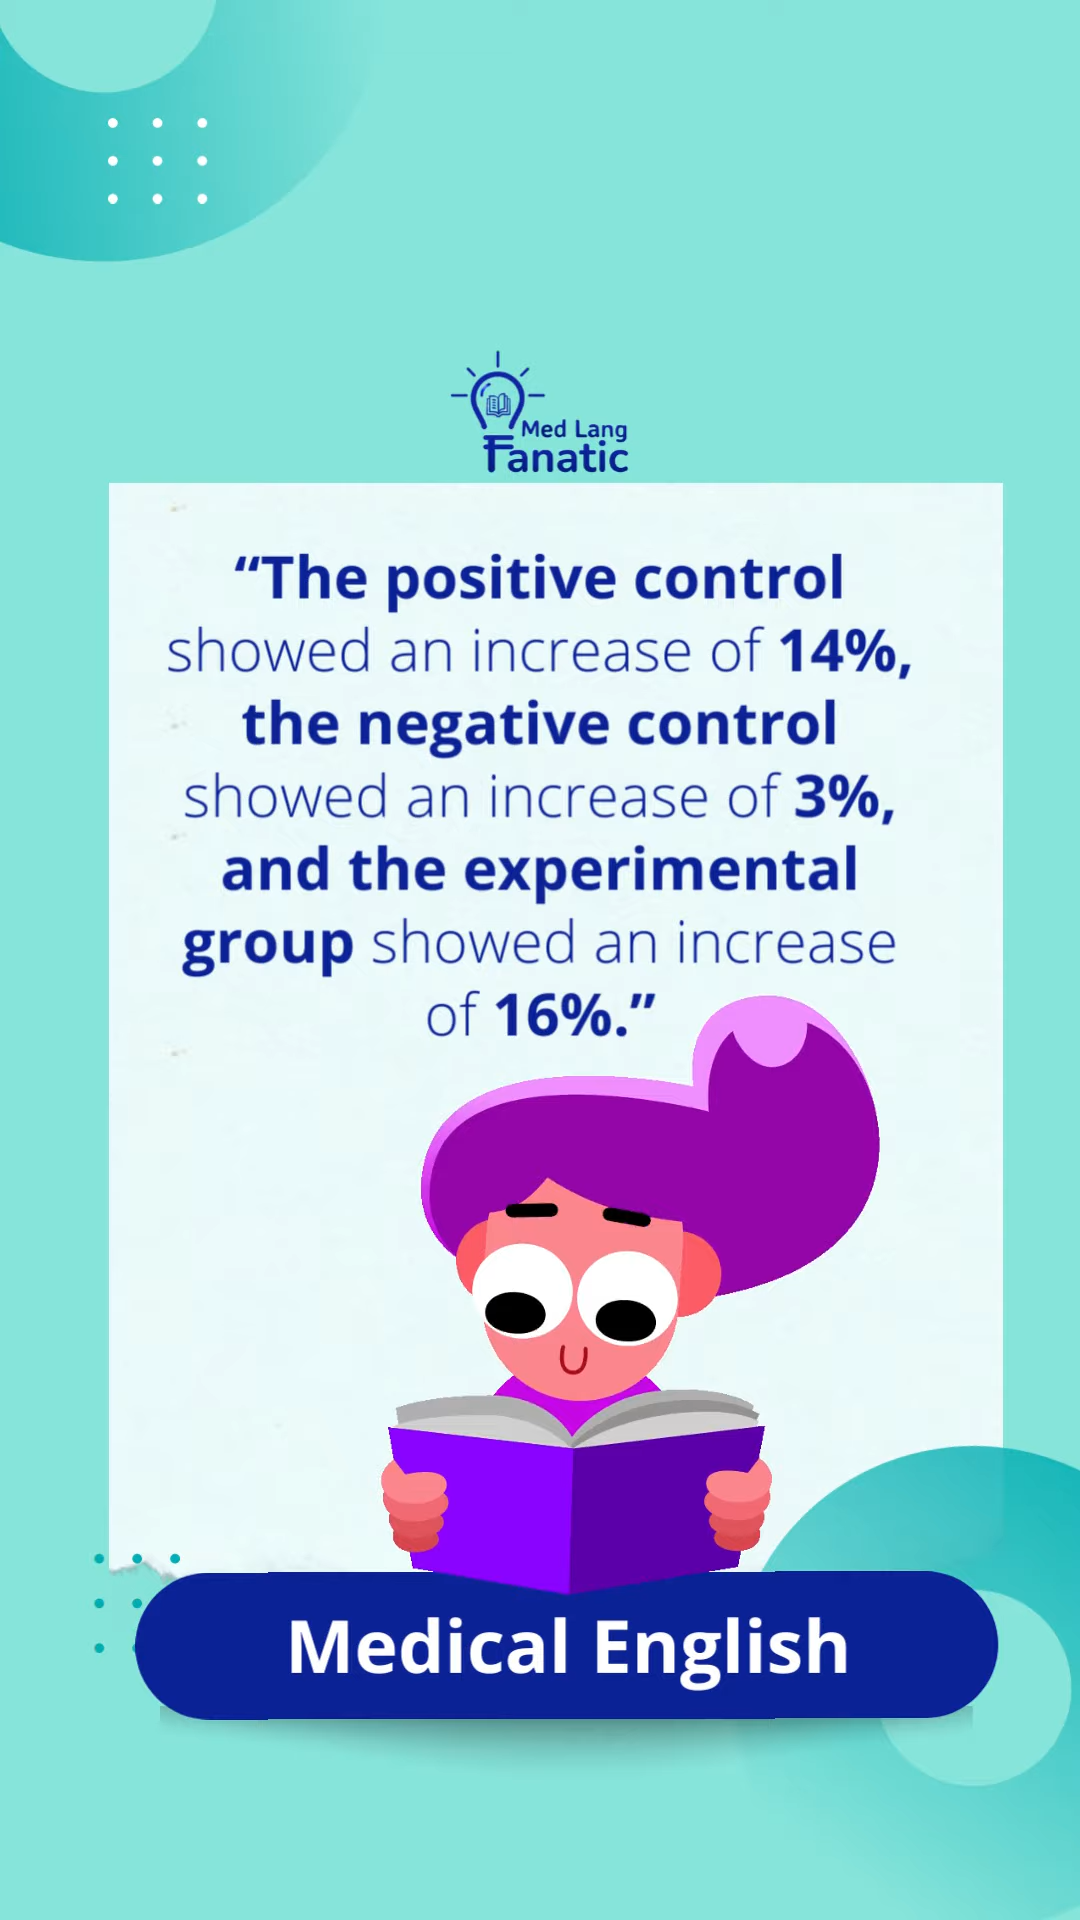 Med Lang
Fanatic
“The positive control
showed an increase of 14%,
the negative control
showed an increase of 3%,
and the experimental
group showed an increase
of 16%.”
Medical English